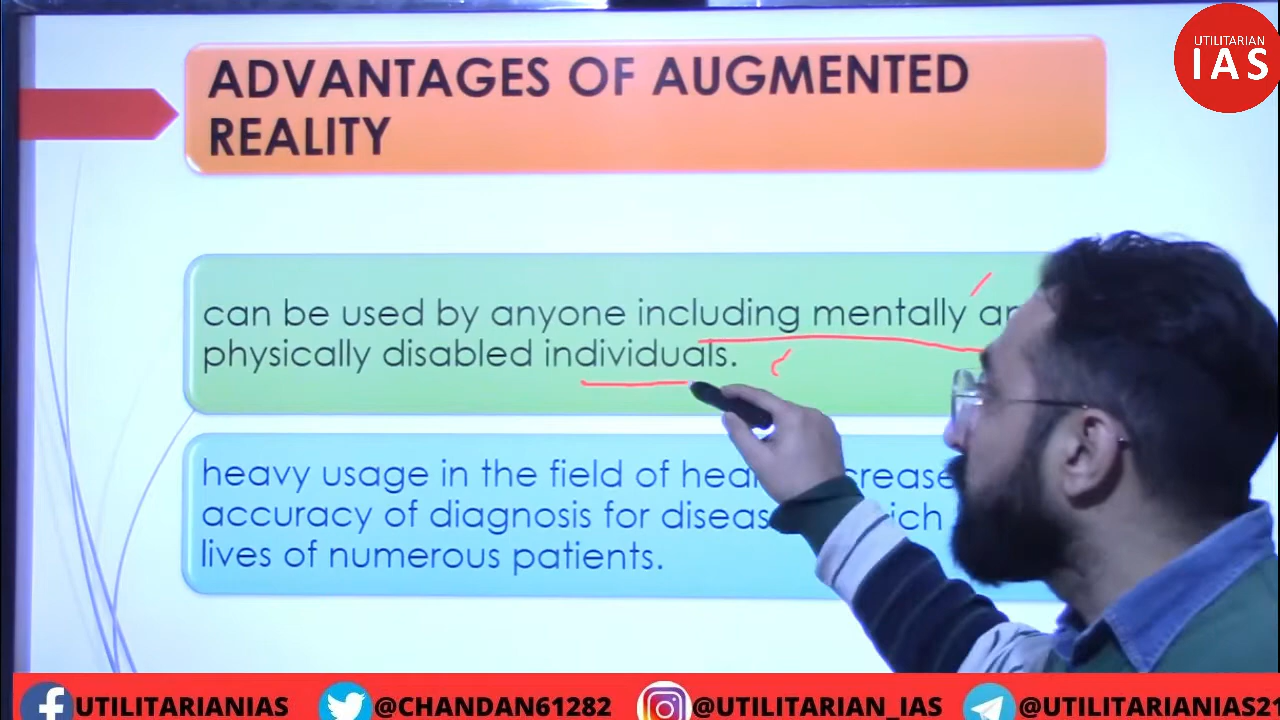 UTILITARIAN
IAS
ADVANTAGES OF AUGMENTED
REALITY
can be used by anyone including mentally
physically disabled individuals.
heavy usage in the field of
accuracy of diagnosis for
lives of numerous patients.
UTILITARIANIAS @CHANDAN61282 @UTILITARIAN_IAS @UTILITARIANIAS21